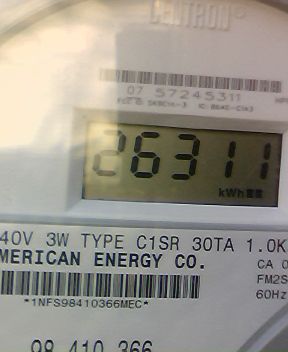 CENTRON®
07 57245311
26311
kWh
40V 3W TYPE C1SR 30TA 1.0K
MERICAN ENERGY CO.
CA 0
FM2S
60Hz
*1NFS98410366MEC*
98 410 366